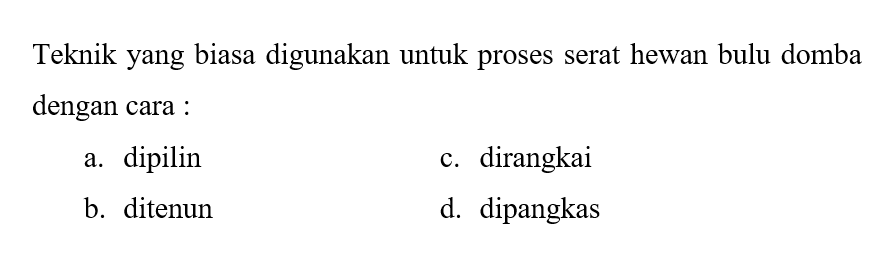 Teknik yang biasa digunakan untuk proses serat hewan bulu domba
dengan cara :
a. dipilin c. dirangkai
b. ditenun d. dipangkas